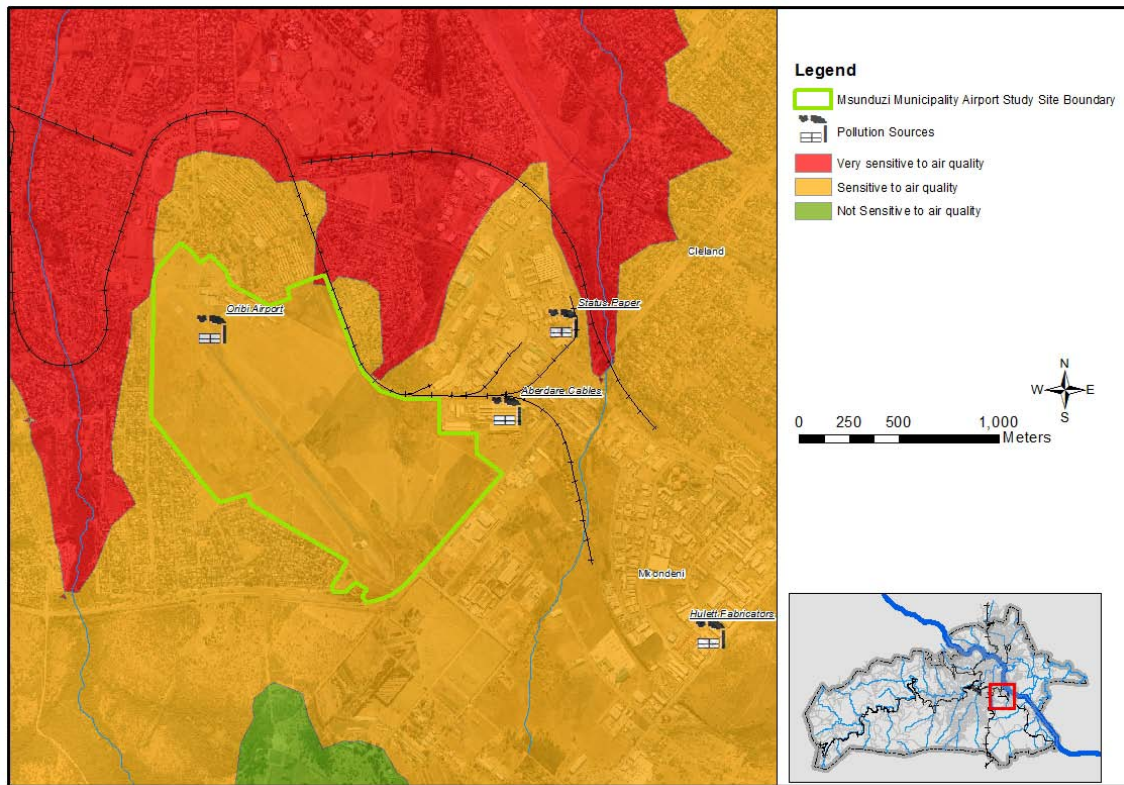 Cleland
Oribi Airport
Status Paper
Aberdare Cables
Mkondeni
Hulett Fabricators
Legend
Msunduzi Municipality Airport Study Site Boundary
Pollution Sources
Very sensitive to air quality
Sensitive to air quality
Not Sensitive to air quality
N
W E
S
0 250 500 1,000
Meters